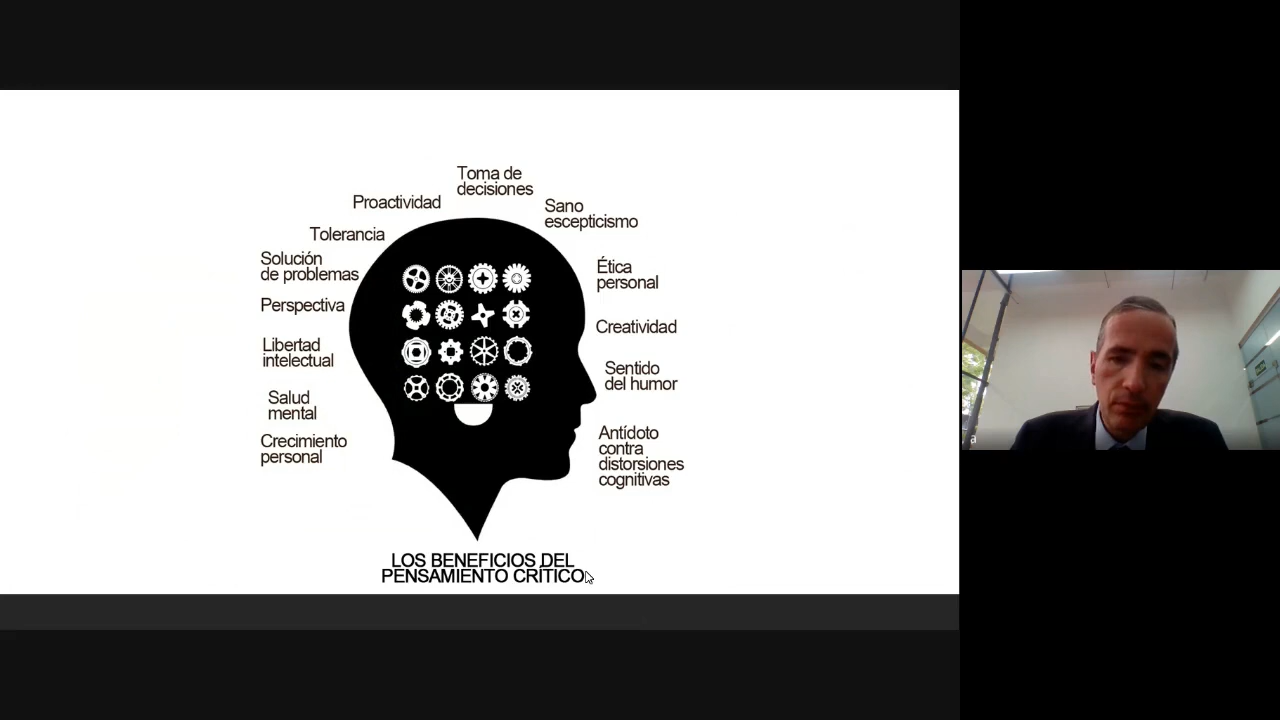 Toma de
decisiones
Proactividad
Sano
escepticismo
Tolerancia
Solución
de problemas
Ética
personal
Perspectiva
Creatividad
Libertad
intelectual
Sentido
del humor
Salud
mental
Antídoto
contra
distorsiones
cognitivas
Crecimiento
personal
a
LOS BENEFICIOS DEL
PENSAMIENTO CRÍTICO